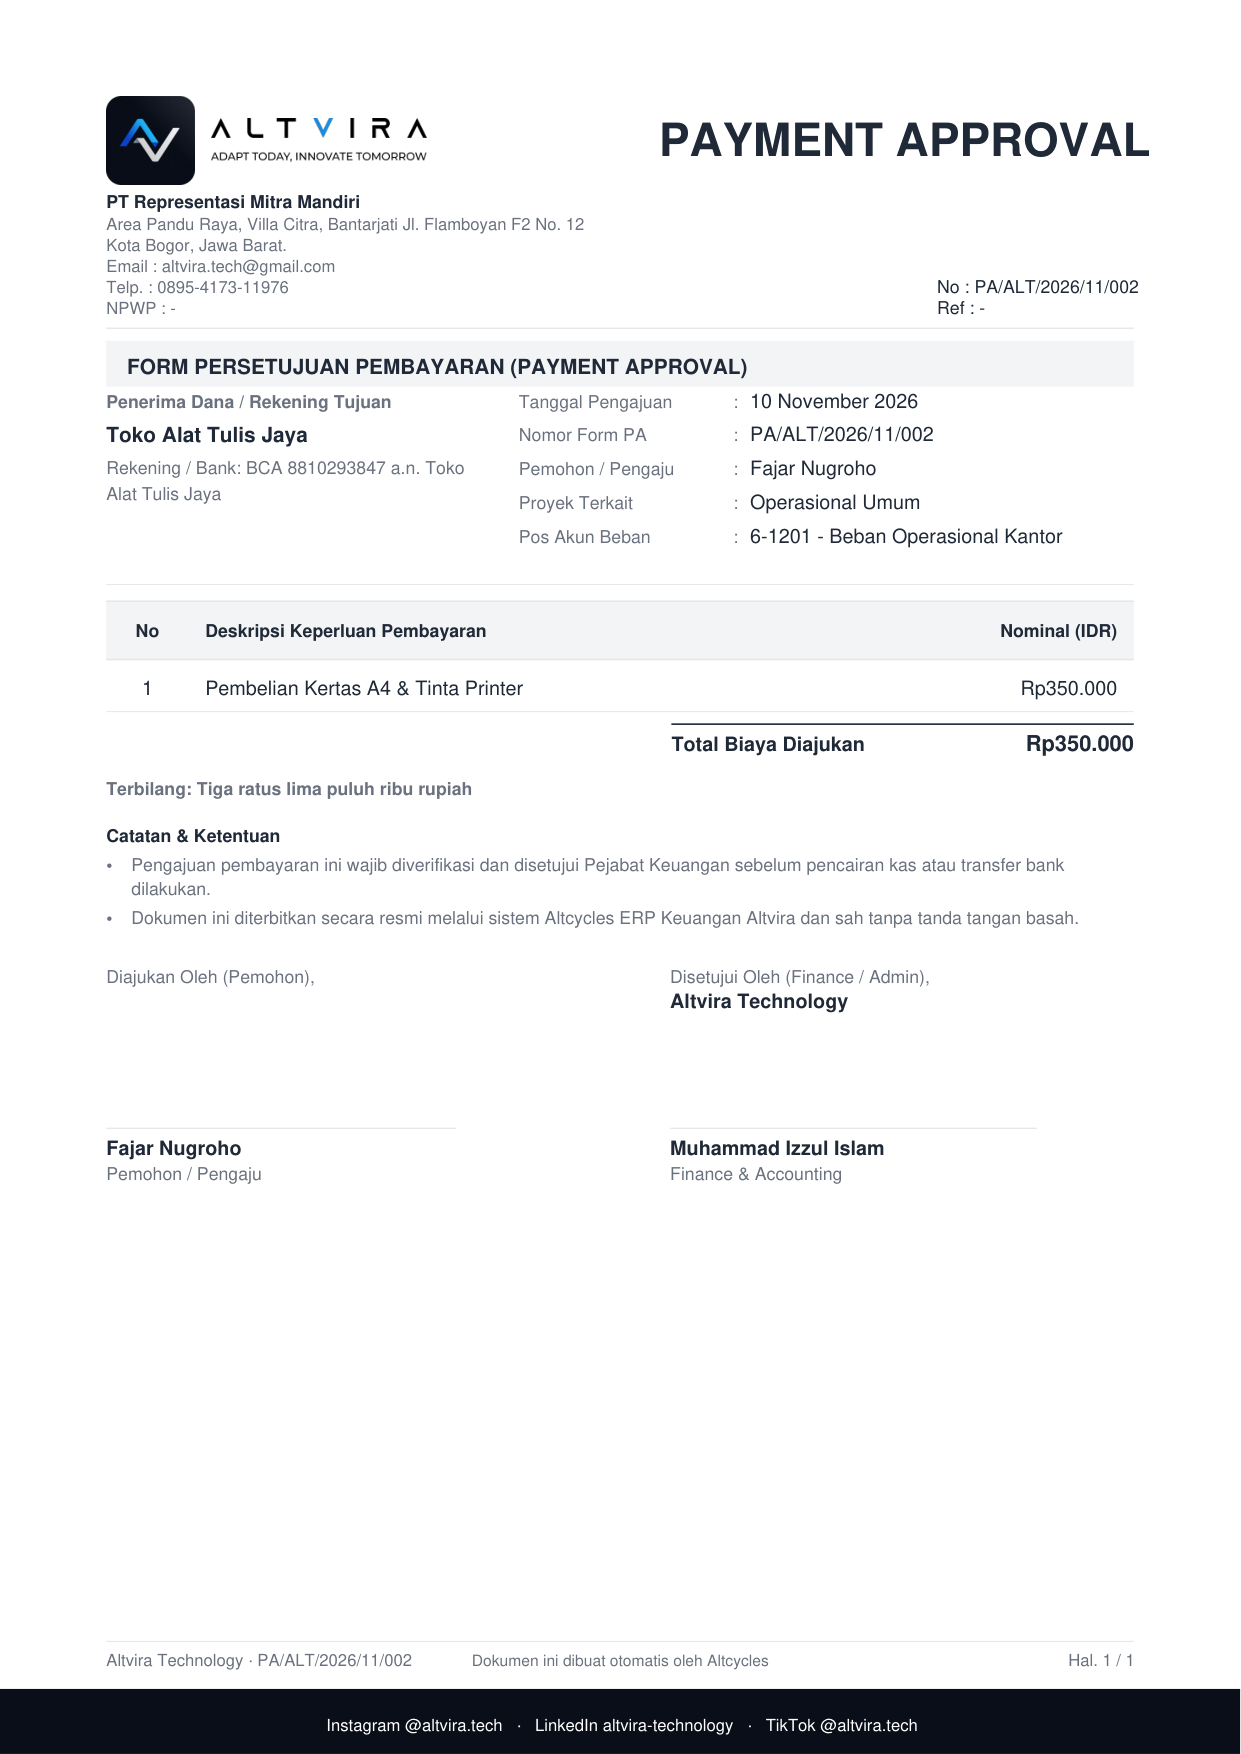 ALTVIRA
ADAPT TODAY, INNOVATE TOMORROW
PAYMENT APPROVAL
PT Representasi Mitra Mandiri
Area Pandu Raya, Villa Citra, Bantarjati Jl. Flamboyan F2 No. 12
Kota Bogor, Jawa Barat.
Email : altvira.tech@gmail.com
Telp. : 0895-4173-11976
NPWP : -
No : PA/ALT/2026/11/002
Ref : -
FORM PERSETUJUAN PEMBAYARAN (PAYMENT APPROVAL)
Penerima Dana / Rekening Tujuan
Toko Alat Tulis Jaya
Rekening / Bank: BCA 8810293847 a.n. Toko
Alat Tulis Jaya
Tanggal Pengajuan : 10 November 2026
Nomor Form PA : PA/ALT/2026/11/002
Pemohon / Pengaju : Fajar Nugroho
Proyek Terkait : Operasional Umum
Pos Akun Beban : 6-1201 - Beban Operasional Kantor
No Deskripsi Keperluan Pembayaran Nominal (IDR)
1 Pembelian Kertas A4 & Tinta Printer Rp350.000
Total Biaya Diajukan Rp350.000
Terbilang: Tiga ratus lima puluh ribu rupiah
Catatan & Ketentuan
• Pengajuan pembayaran ini wajib diverifikasi dan disetujui Pejabat Keuangan sebelum pencairan kas atau transfer bank
dilakukan.
• Dokumen ini diterbitkan secara resmi melalui sistem Altcycles ERP Keuangan Altvira dan sah tanpa tanda tangan basah.
Diajukan Oleh (Pemohon),
Disetujui Oleh (Finance / Admin),
Altvira Technology
Fajar Nugroho
Pemohon / Pengaju
Muhammad Izzul Islam
Finance & Accounting
Altvira Technology · PA/ALT/2026/11/002 Dokumen ini dibuat otomatis oleh Altcycles Hal. 1 / 1
Instagram @altvira.tech · LinkedIn altvira-technology · TikTok @altvira.tech